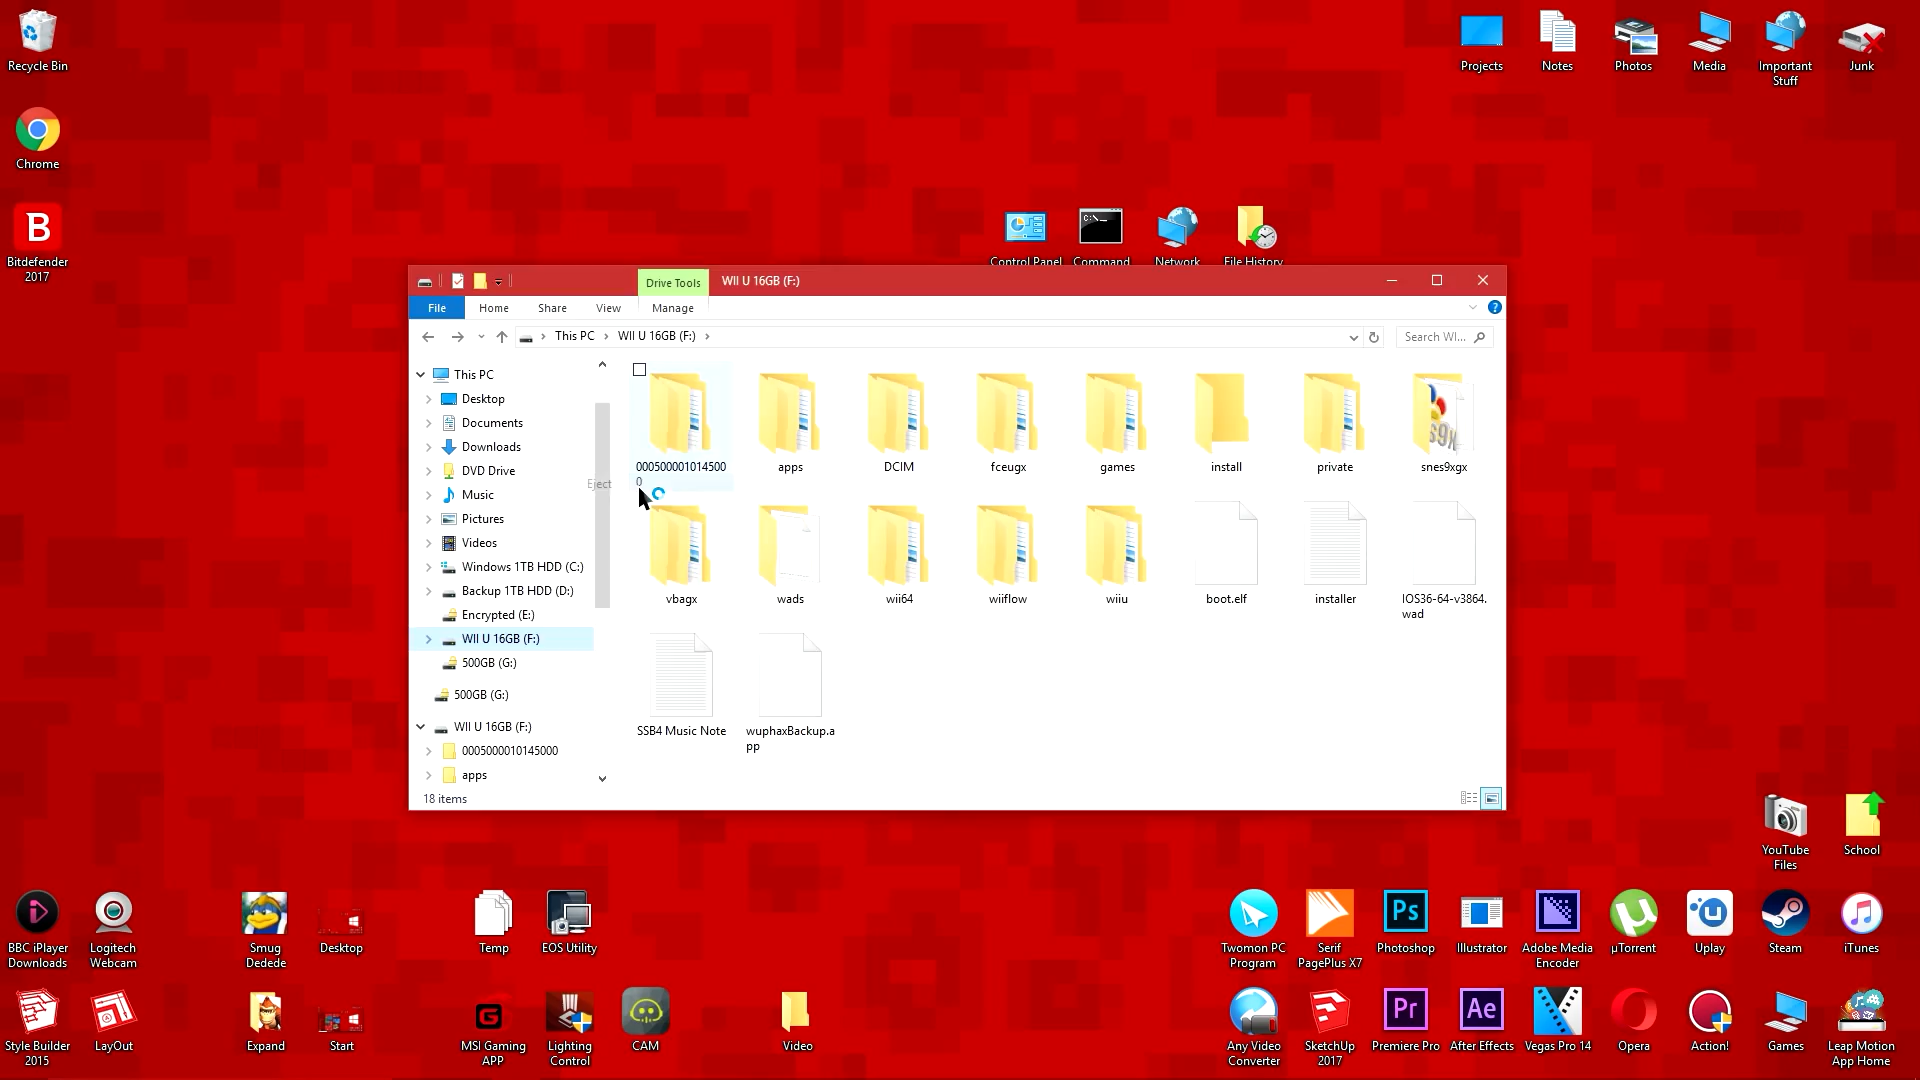 Recycle Bin
Chrome
Bitdefender
2017
Projects
Notes
Photos
Media
Important
Stuff
Junk
Control Panel
Command
Network
File History
Drive Tools
WII U 16GB (F:)
File
Home
Share
View
Manage
This PC
WII U 16GB (F:)
Search WI...
This PC
Desktop
Documents
Downloads
DVD Drive
Music
Pictures
Videos
Windows 1TB HDD (C:)
Backup 1TB HDD (D:)
Encrypted (E:)
WII U 16GB (F:)
500GB (G:)
500GB (G:)
WII U 16GB (F:)
0005000010145000
apps
Eject
000500001014500
0
apps
DCIM
fceugx
games
install
private
snes9xgx
vbagx
wads
wii64
wiiflow
wiiu
boot.elf
installer
IOS36-64-v3864.
wad
SSB4 Music Note
wuphaxBackup.a
pp
18 items
YouTube
Files
School
BBC iPlayer
Downloads
Logitech
Webcam
Smug
Dedede
Desktop
Temp
EOS Utility
Twomon PC
Program
Serif
PagePlus X7
Photoshop
Illustrator
Adobe Media
Encoder
µTorrent
Uplay
Steam
iTunes
Style Builder
2015
LayOut
Expand
Start
MSI Gaming
APP
Lighting
Control
CAM
Video
Any Video
Converter
SketchUp
2017
Premiere Pro
After Effects
Vegas Pro 14
Opera
Action!
Games
Leap Motion
App Home